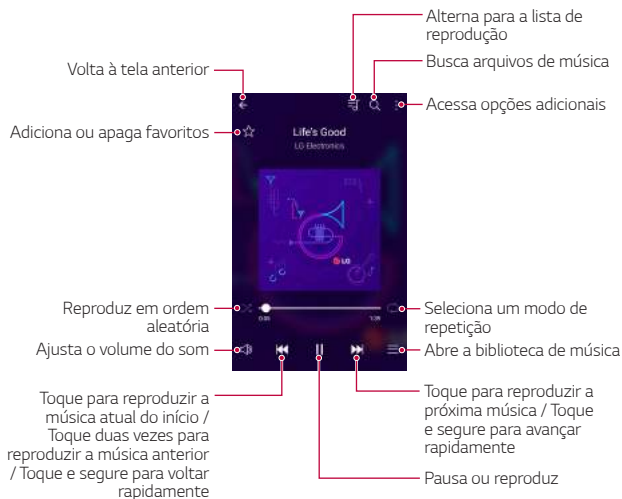 Alterna para a lista de
reprodução
Volta à tela anterior
Busca arquivos de música
Acessa opções adicionais
Adiciona ou apaga favoritos
Life's Good
LG Electronics
LG
Reproduz em ordem
aleatória
0:05
Seleciona um modo de
repetição
Ajusta o volume do som
Abre a biblioteca de música
Toque para reproduzir a
música atual do início /
Toque duas vezes para
reproduzir a música anterior
/ Toque e segure para voltar
rapidamente
Toque para reproduzir a
próxima música / Toque
e segure para avançar
rapidamente
Pausa ou reproduz